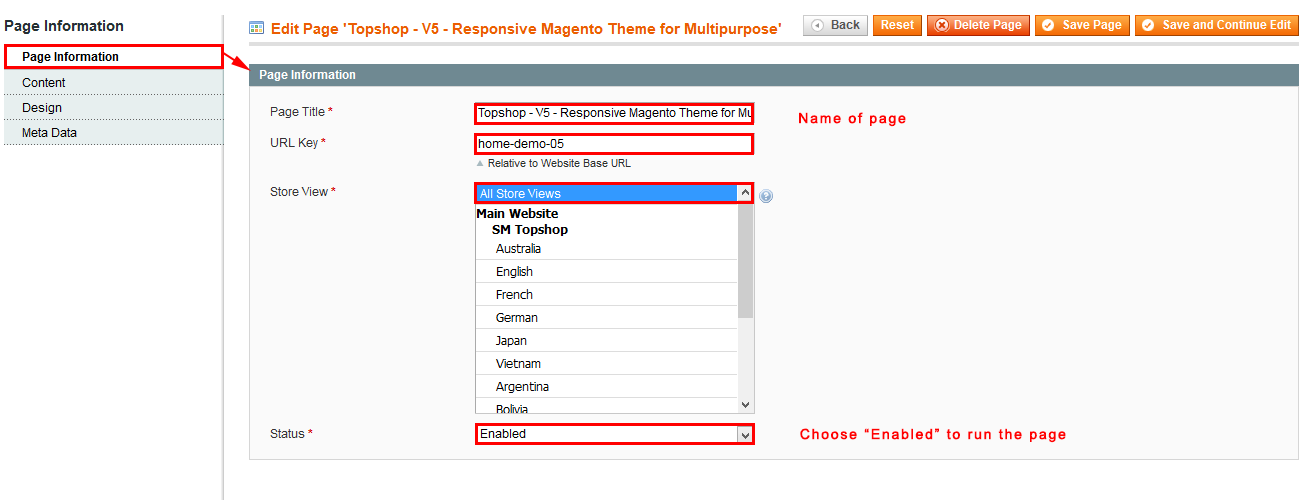 Page Information
Page Information
Content
Design
Meta Data
Edit Page 'Topshop - V5 - Responsive Magento Theme for Multipurpose'
Back Reset Delete Page Save Page Save and Continue Edit
Page Information
Page Title * Topshop - V5 - Responsive Magento Theme for Mu Name of page
URL Key * home-demo-05
Relative to Website Base URL
Store View * All Store Views
Main Website
SM Topshop
Australia
English
French
German
Japan
Vietnam
Argentina
Bolivia
Status * Enabled Choose “Enabled” to run the page